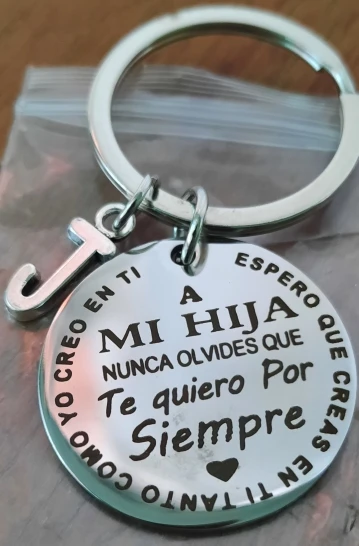 J
A
MI HIJA
NUNCA OLVIDES QUE
Te quiero Por
Siempre
ESPERO QUE CREAS EN TI TANTO COMO YO CREO EN TI